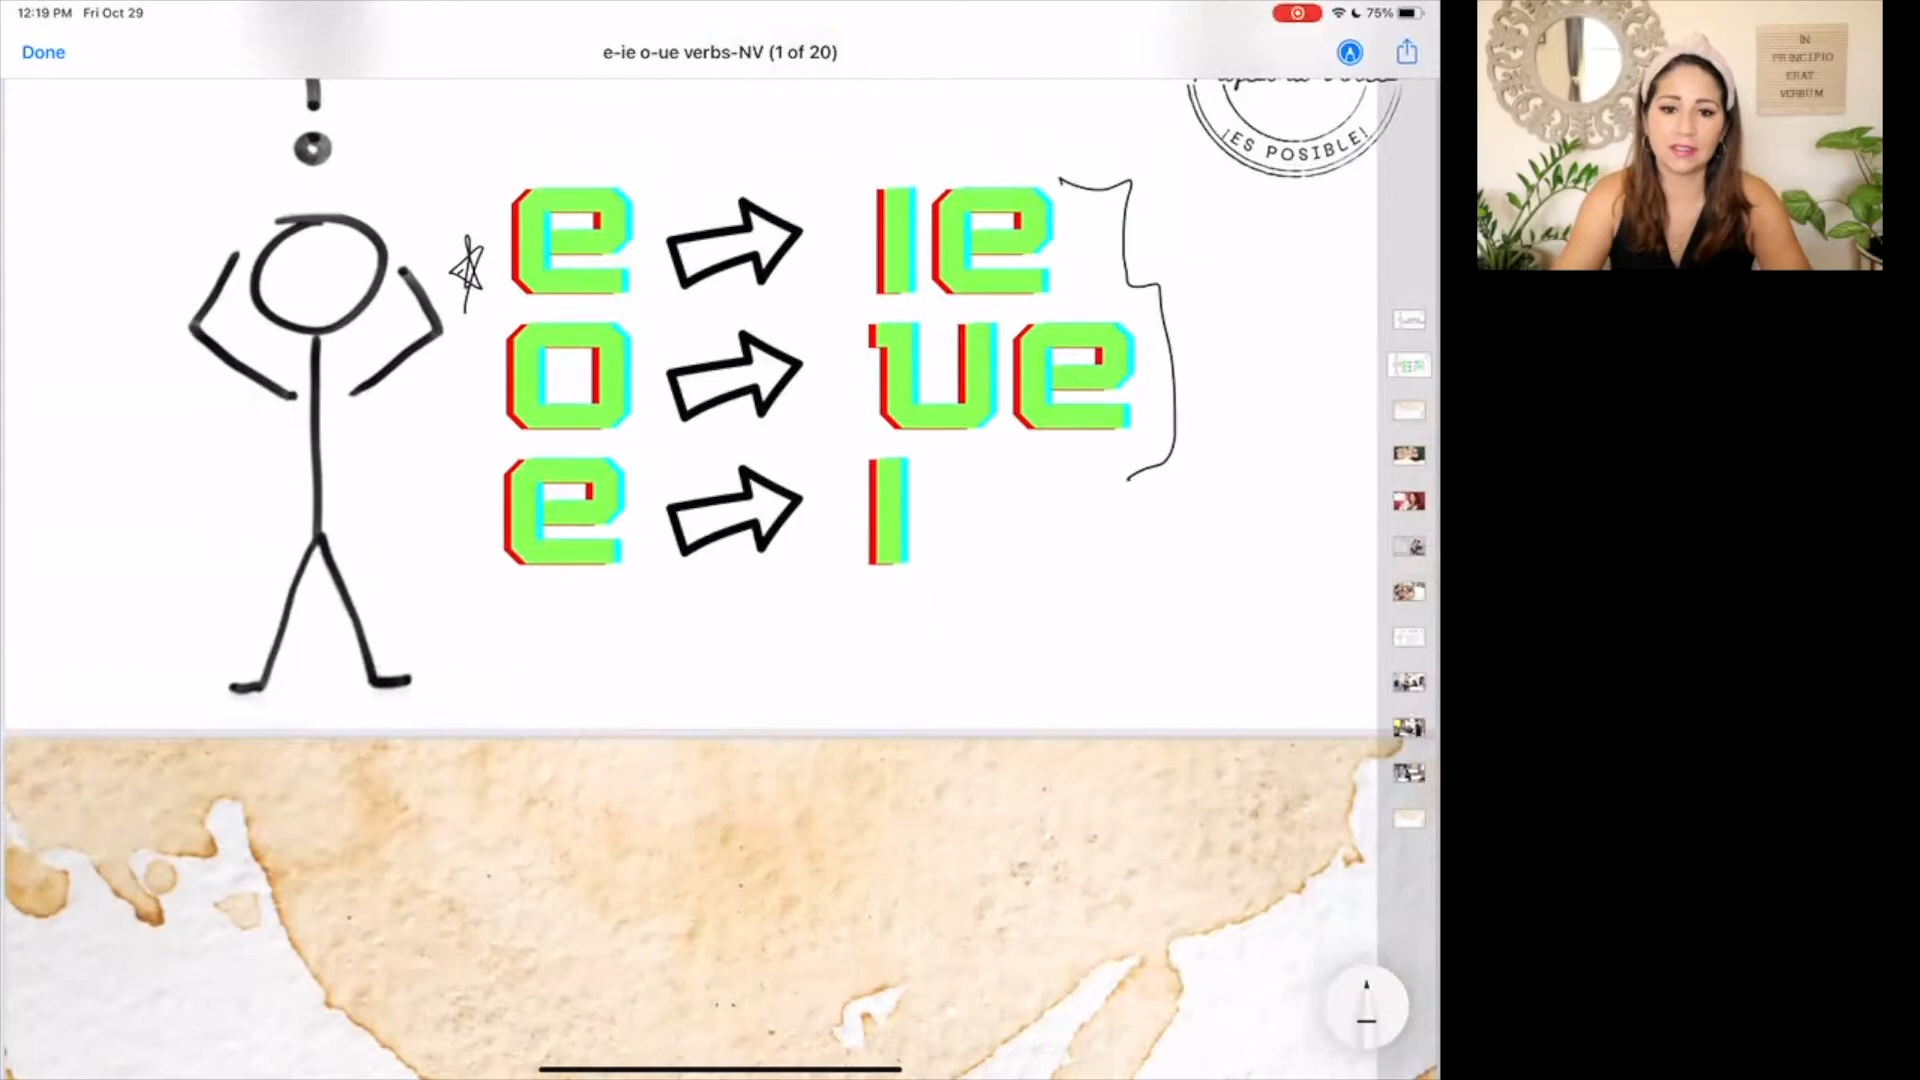 12:19 PM Fri Oct 29
75%
Done
e-ie o-ue verbs-NV (1 of 20)
¡ES POSIBLE!
e ie
o ue
e i
IN
PRINCIPIO
ERAT
VERBUM